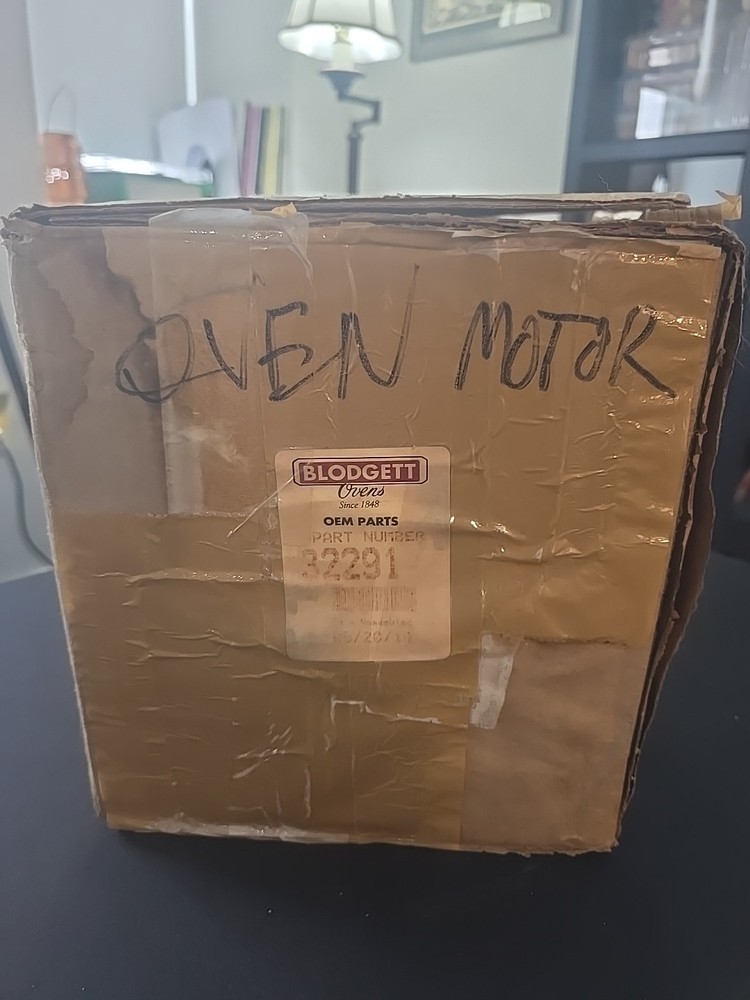 OVEN MOTOR
BLODGETT
Ovens
Since 1848
OEM PARTS
PART NUMBER
32291